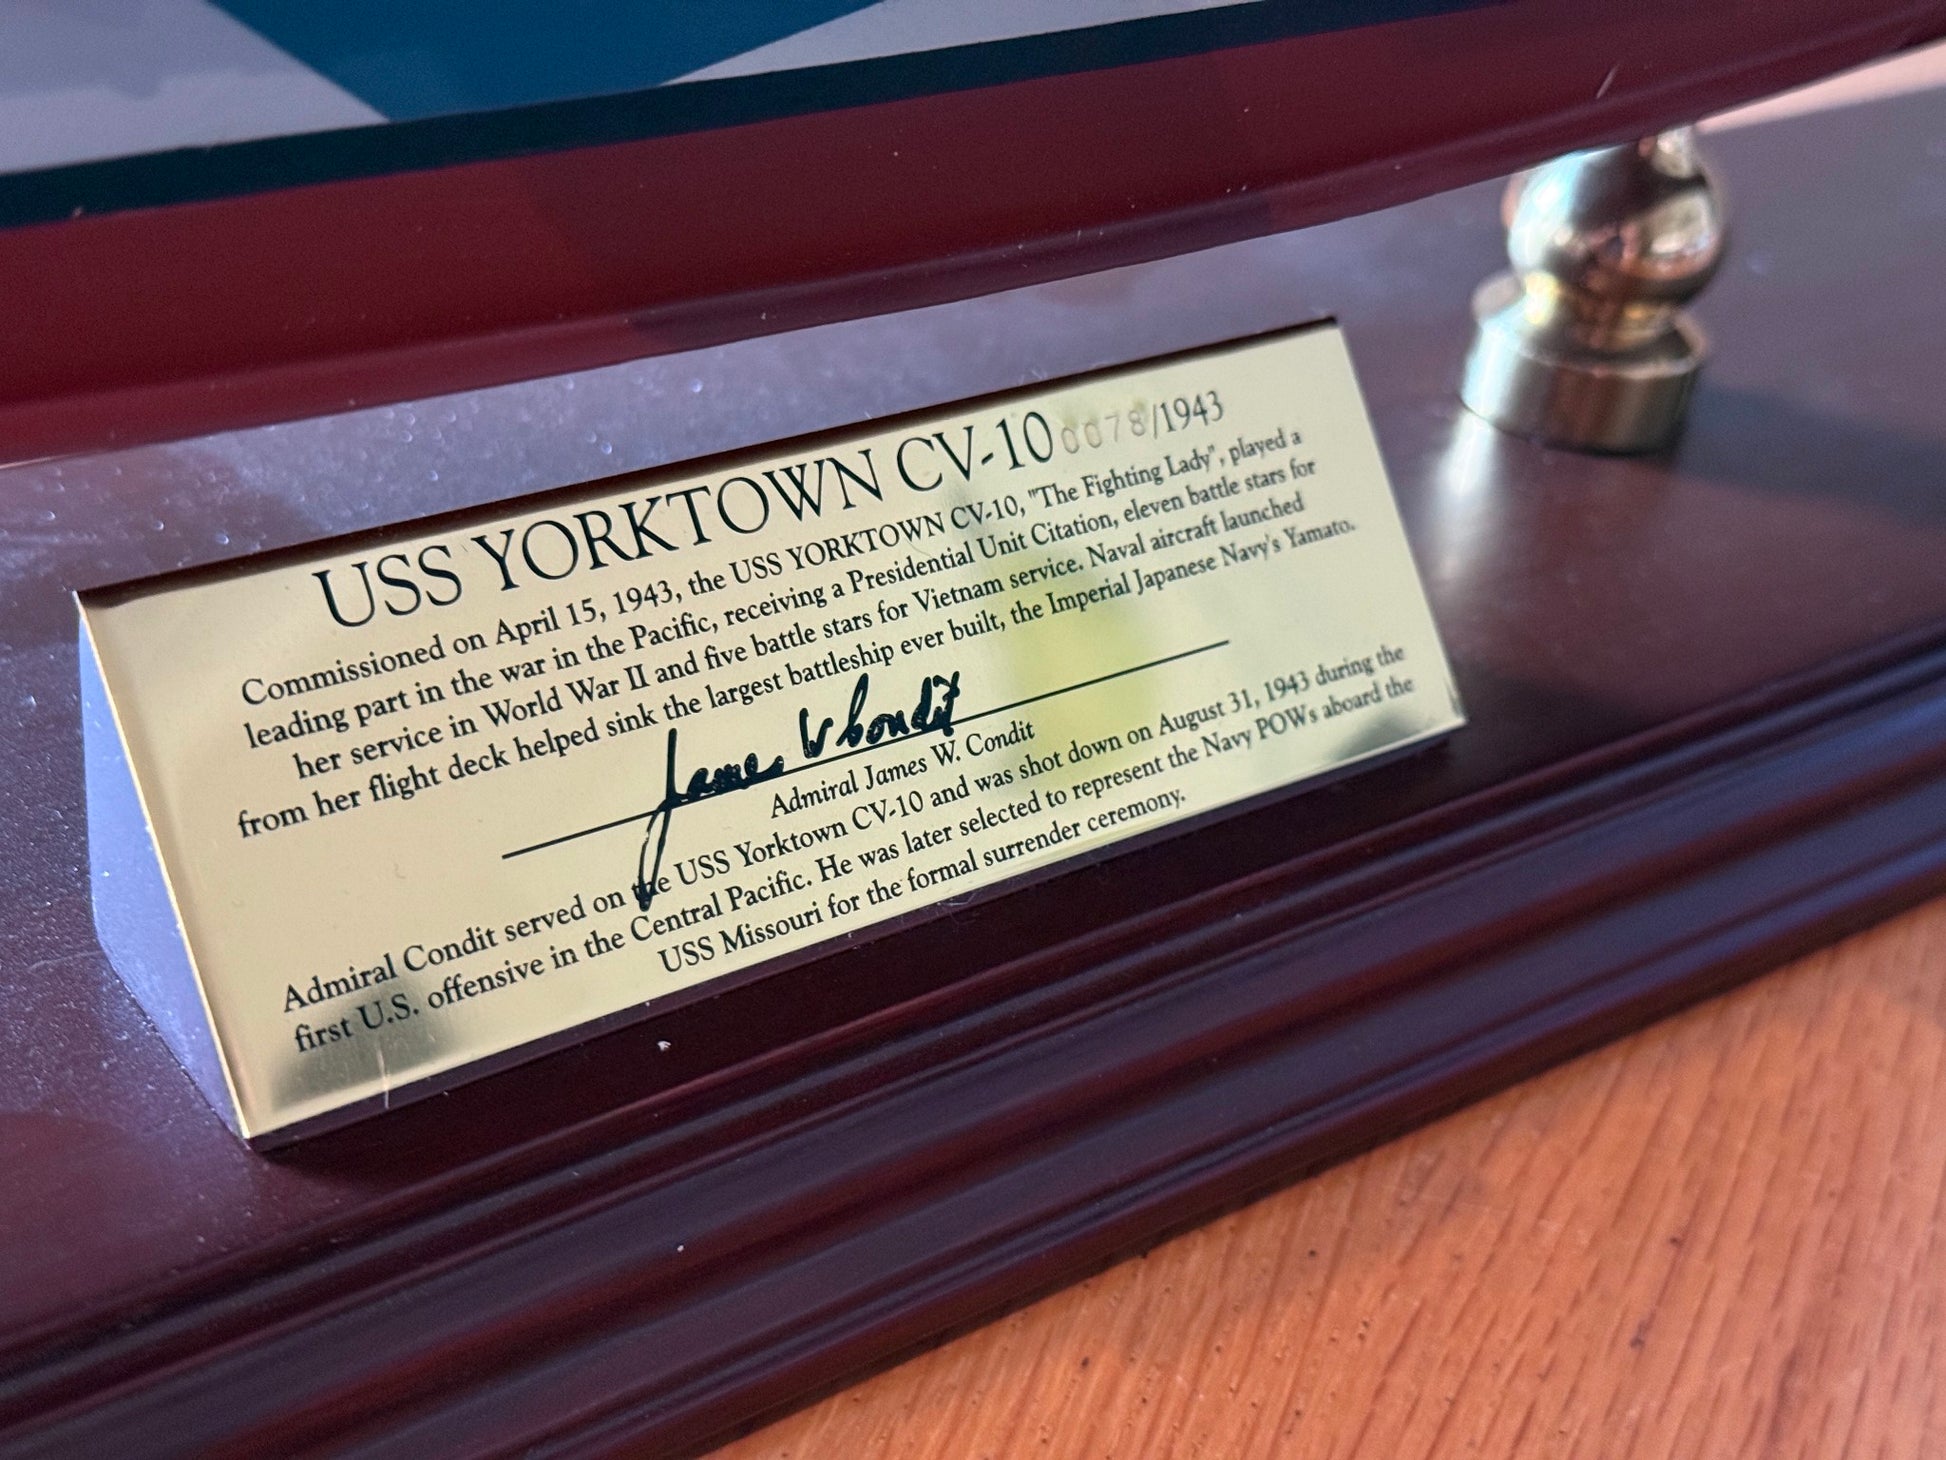 USS YORKTOWN CV-10 0078/1943
Commissioned on April 15, 1943, the USS YORKTOWN CV-10, "The Fighting Lady", played a
leading part in the war in the Pacific, receiving a Presidential Unit Citation, eleven battle stars for
her service in World War II and five battle stars for Vietnam service. Naval aircraft launched
from her flight deck helped sink the largest battleship ever built, the Imperial Japanese Navy's Yamato.
James W Condit
Admiral James W. Condit
Admiral Condit served on the USS Yorktown CV-10 and was shot down on August 31, 1943 during the
first U.S. offensive in the Central Pacific. He was later selected to represent the Navy POWs aboard the
USS Missouri for the formal surrender ceremony.